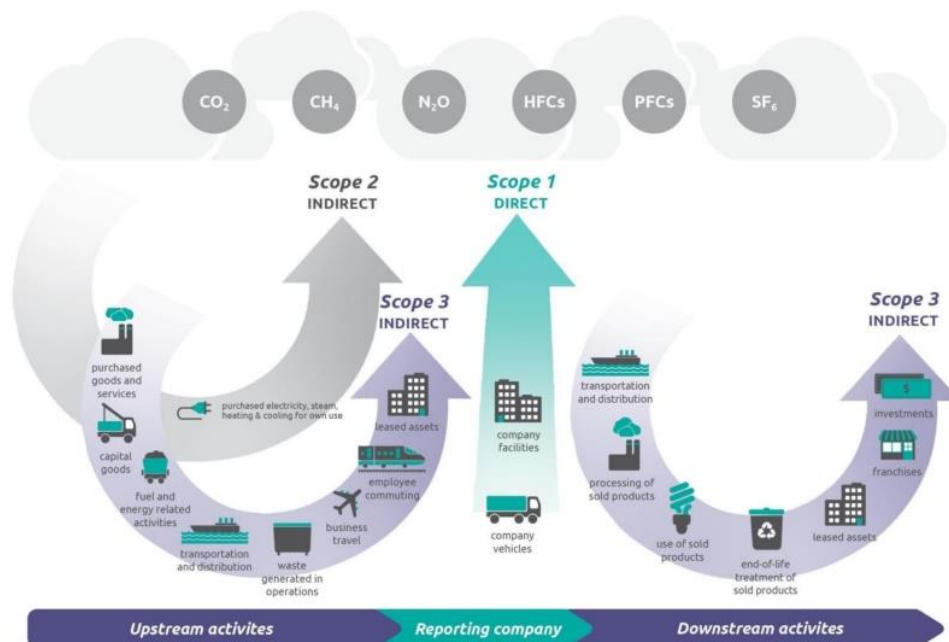 CO₂
CH₄
N₂O
HFCs
PFCs
SF₆
Scope 2
INDIRECT
Scope 1
DIRECT
Scope 3
INDIRECT
Scope 3
INDIRECT
purchased
goods and
services
capital
goods
fuel and
energy related
activities
transportation
and distribution
waste
generated in
operations
business
travel
employee
commuting
leased assets
purchased electricity, steam,
heating & cooling for own use
company
facilities
company
vehicles
transportation
and distribution
processing of
sold products
use of sold
products
end-of-life
treatment of
sold products
leased assets
franchises
$
investments
Upstream activites
Reporting company
Downstream activites